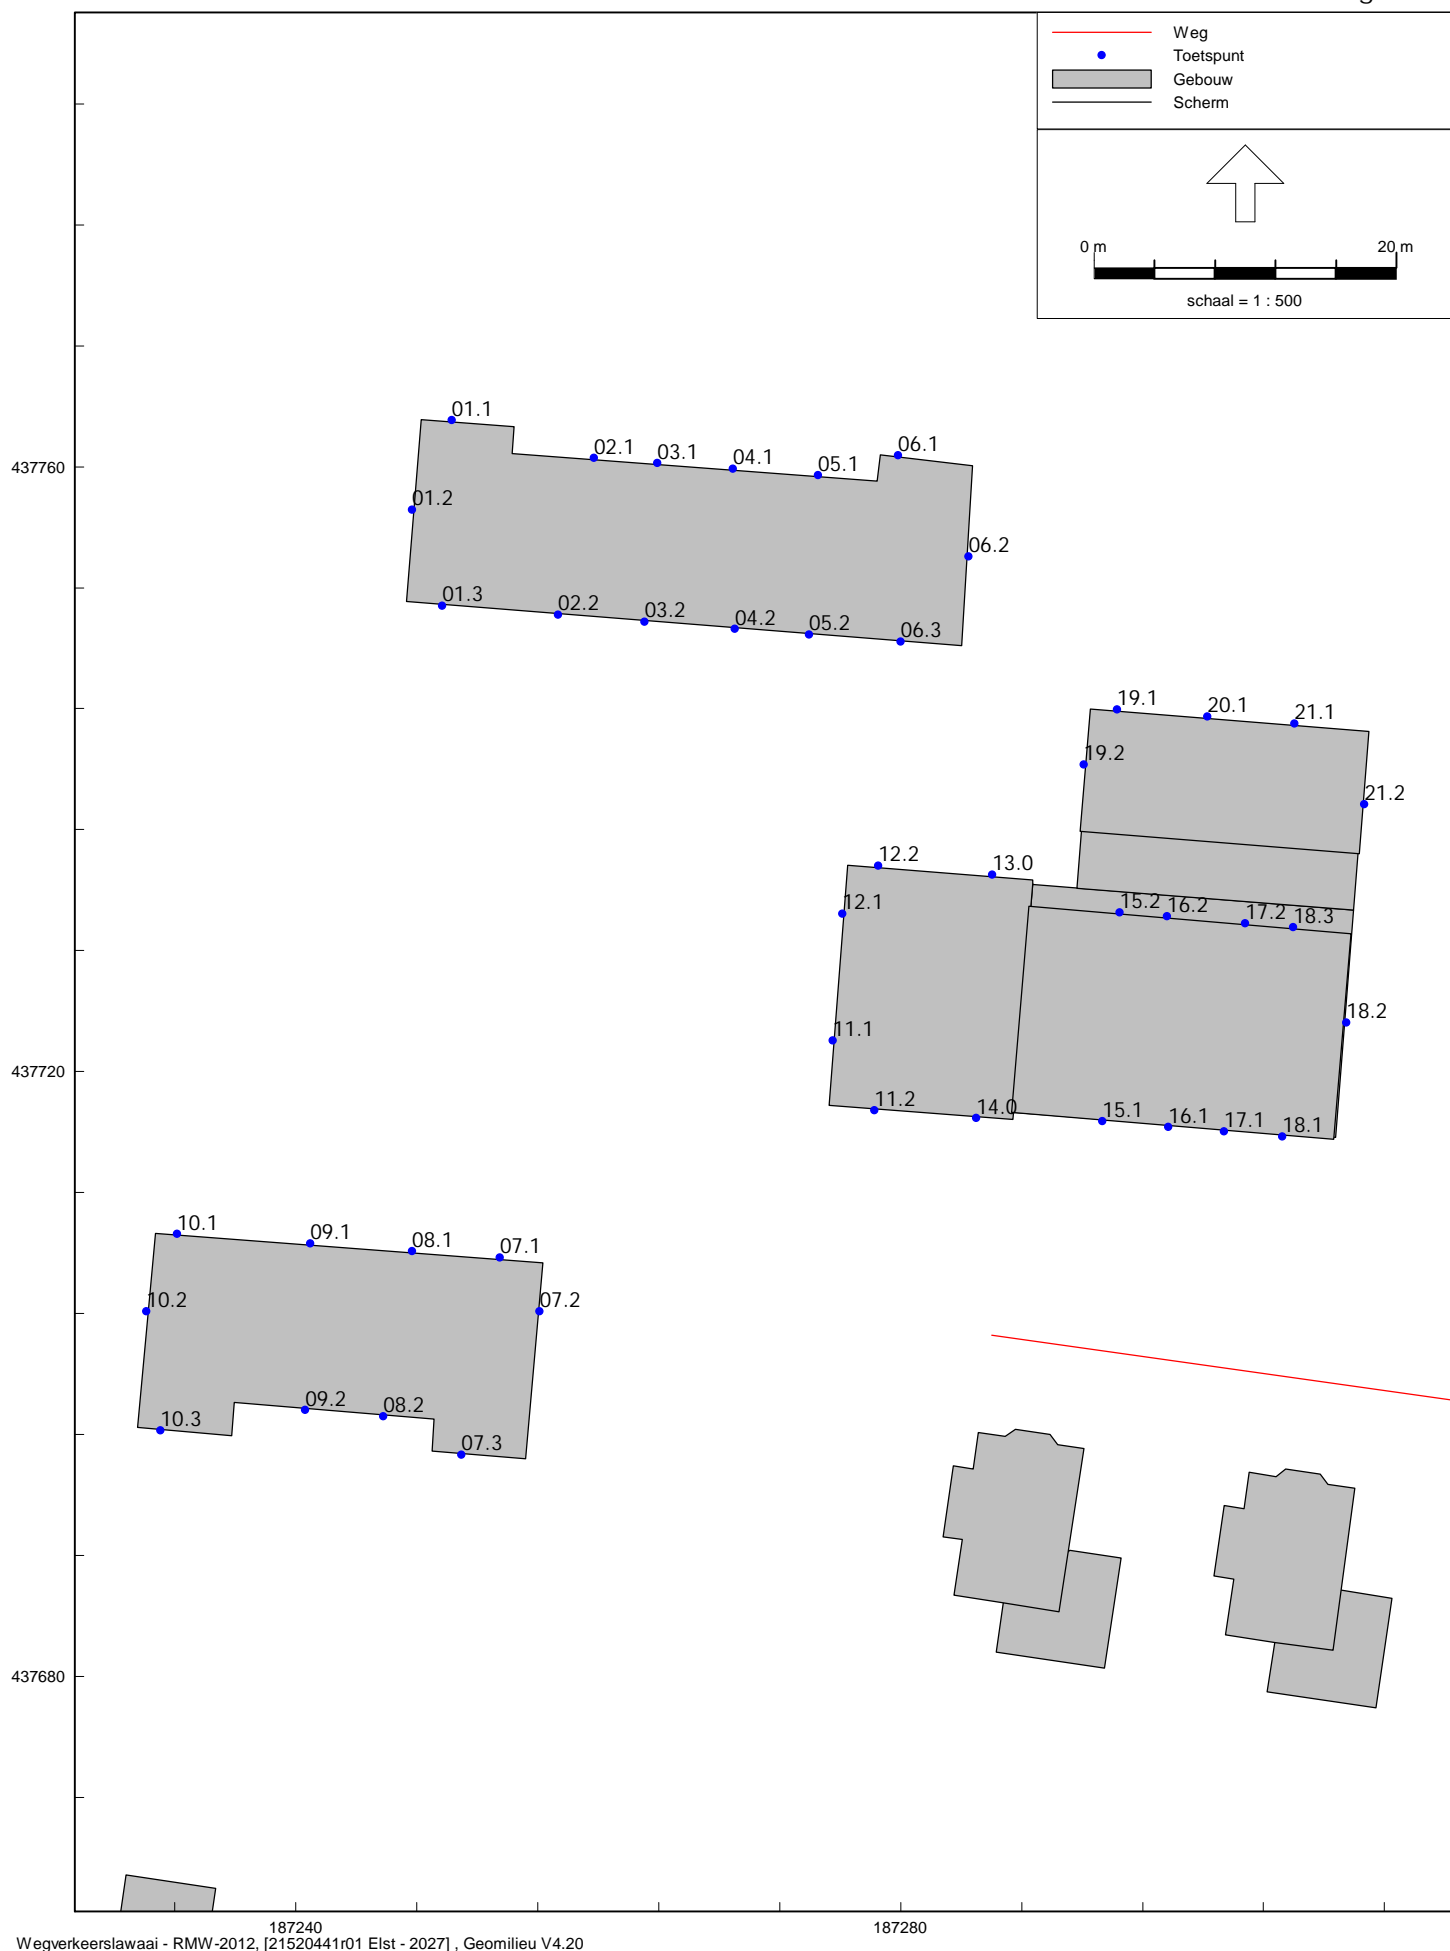 g
Weg
Toetspunt
Gebouw
Scherm
0 m 20 m
schaal = 1 : 500
01.1
02.1 03.1 04.1 05.1 06.1
437760
01.2
06.2
01.3 02.2 03.2 04.2 05.2 06.3
19.1 20.1 21.1
19.2
21.2
12.2 13.0
12.1 15.2 16.2 17.2 18.3
18.2
11.1
437720
11.2 14.0 15.1 16.1 17.1 18.1
10.1 09.1 08.1 07.1
10.2 07.2
09.2 08.2
10.3 07.3
437680
187240 187280
Wegverkeerslawaai - RMW-2012, [21520441r01 Elst - 2027] , Geomilieu V4.20